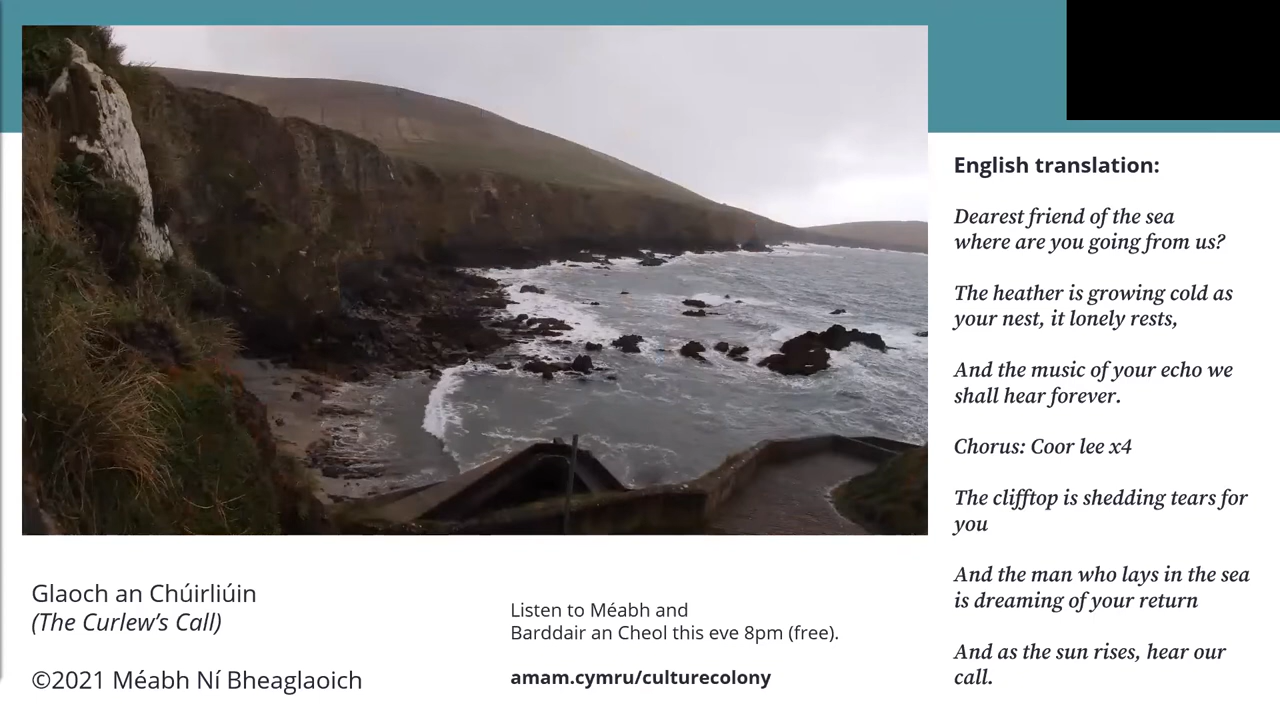 English translation:
Dearest friend of the sea
where are you going from us?
The heather is growing cold as
your nest, it lonely rests,
And the music of your echo we
shall hear forever.
Chorus: Coor lee x4
The clifftop is shedding tears for
you
And the man who lays in the sea
is dreaming of your return
And as the sun rises, hear our
call.
Glaoch an Chúirliúin
(The Curlew’s Call)
©2021 Méabh Ní Bheaglaoich
Listen to Méabh and
Barddair an Cheol this eve 8pm (free).
amam.cymru/culturecolony